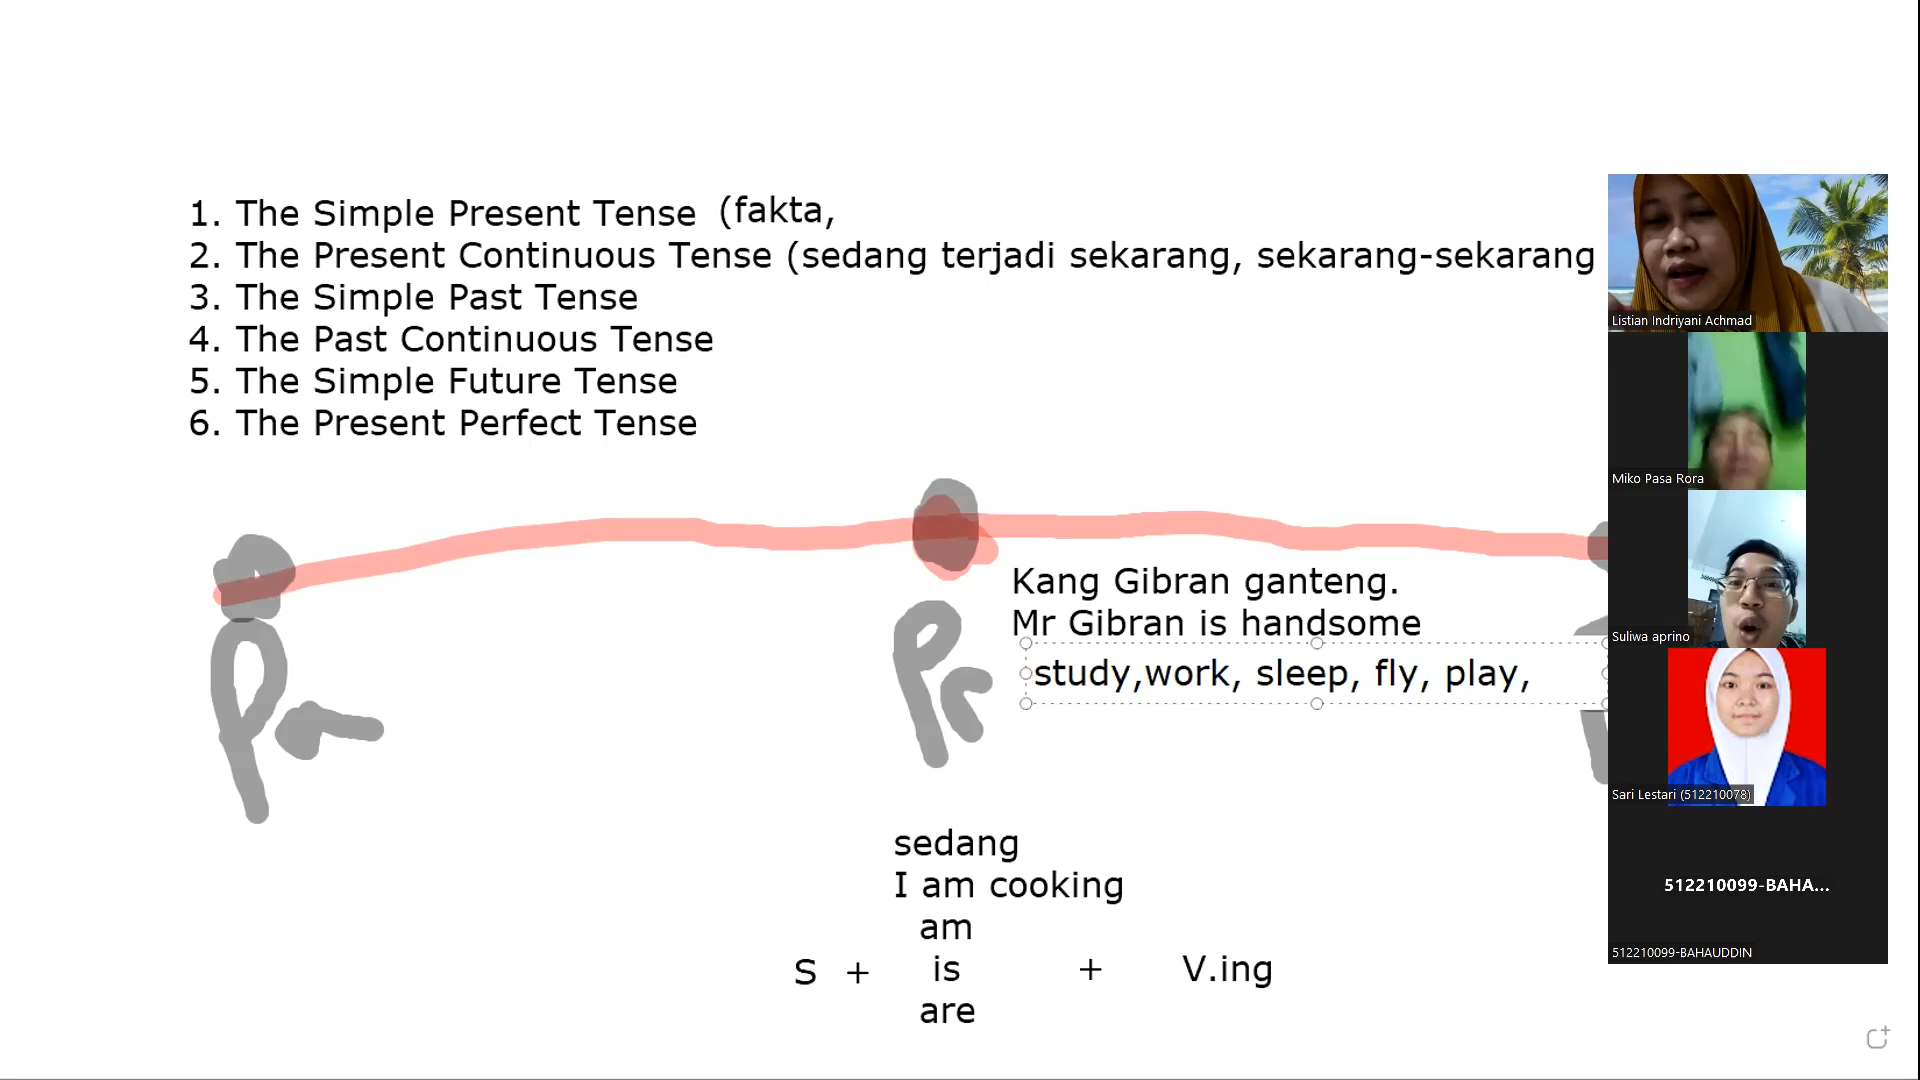 1. The Simple Present Tense (fakta,
2. The Present Continuous Tense (sedang terjadi sekarang, sekarang-sekarang
3. The Simple Past Tense
4. The Past Continuous Tense
5. The Simple Future Tense
6. The Present Perfect Tense
Kang Gibran ganteng.
Mr Gibran is handsome
study,work, sleep, fly, play,
Pa
Pr
sedang
I am cooking
am
S + is + V.ing
are
Listian Indriyani Achmad
Miko Pasa Rora
Suliwa aprino
Sari Lestari (512210078)
512210099-BAHA...
512210099-BAHAUDDIN